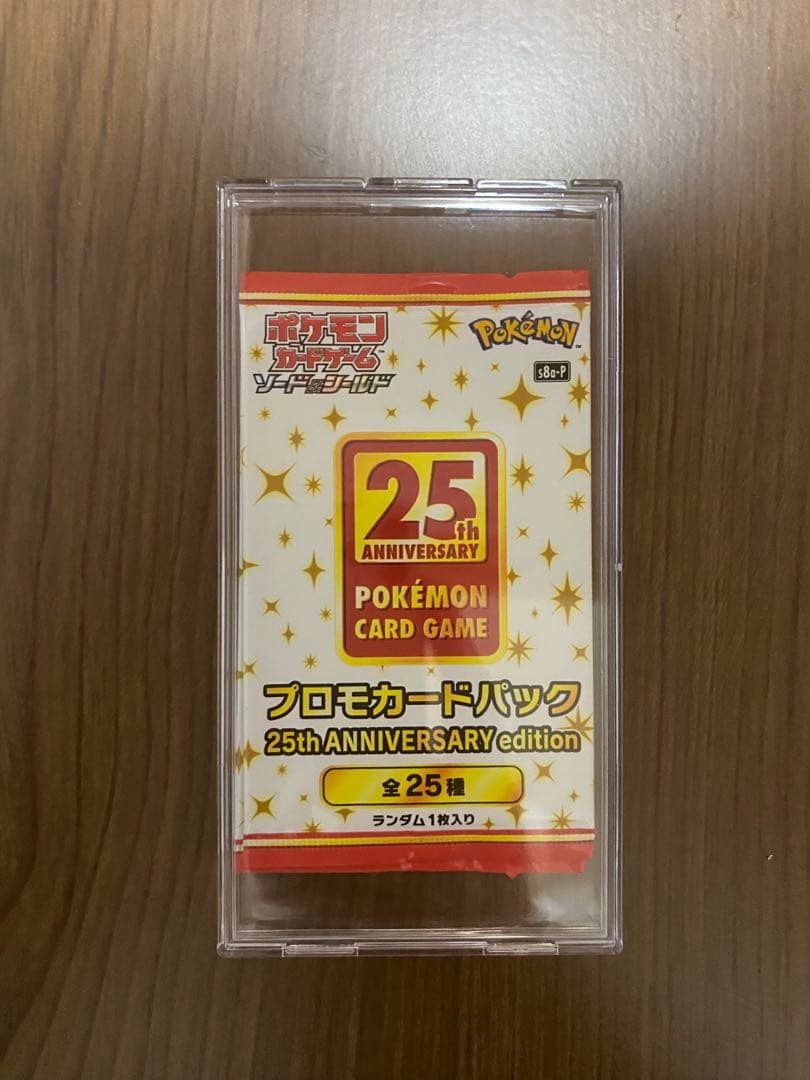 ポケモン
カードゲーム
ソード&シールド
POKÉMON
s8a-P
25th
ANNIVERSARY
POKÉMON
CARD GAME
プロモカードパック
25th ANNIVERSARY edition
全25種
ランダム1枚入り